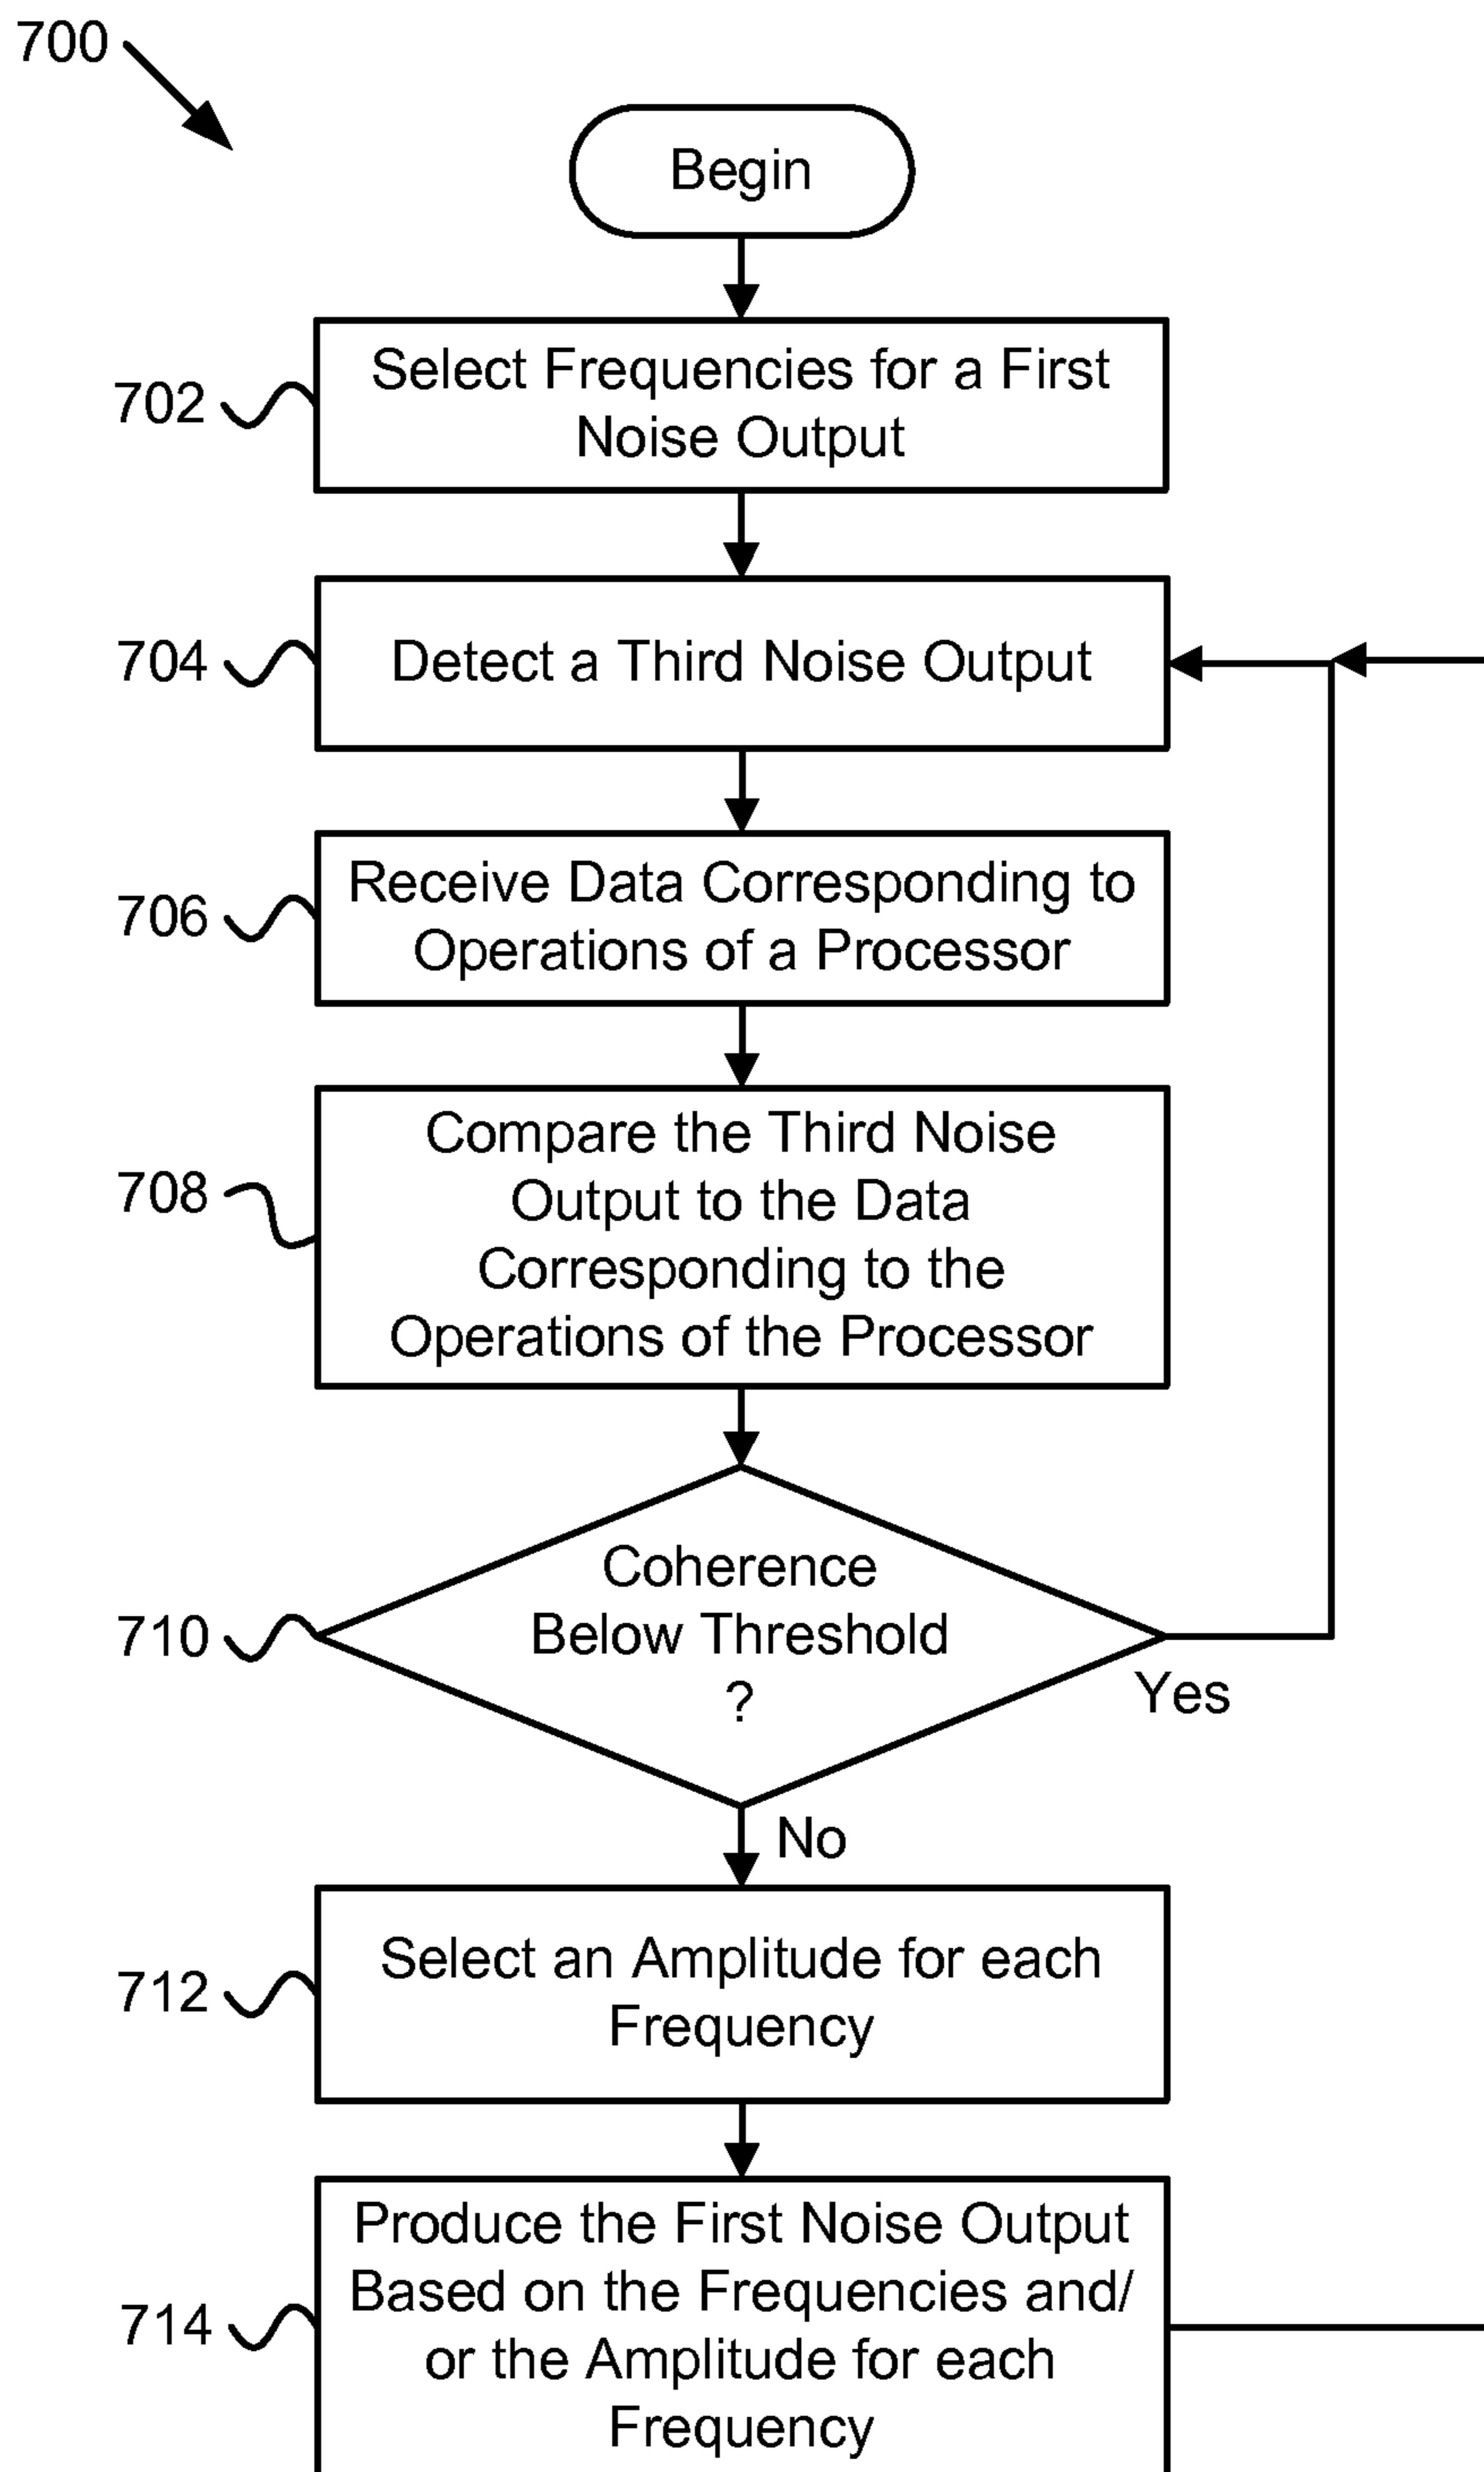 700
Begin
702
Select Frequencies for a First
Noise Output
704
Detect a Third Noise Output
706
Receive Data Corresponding to
Operations of a Processor
708
Compare the Third Noise
Output to the Data
Corresponding to the
Operations of the Processor
710
Coherence
Below Threshold
?
Yes
No
712
Select an Amplitude for each
Frequency
714
Produce the First Noise Output
Based on the Frequencies and/
or the Amplitude for each
Frequency